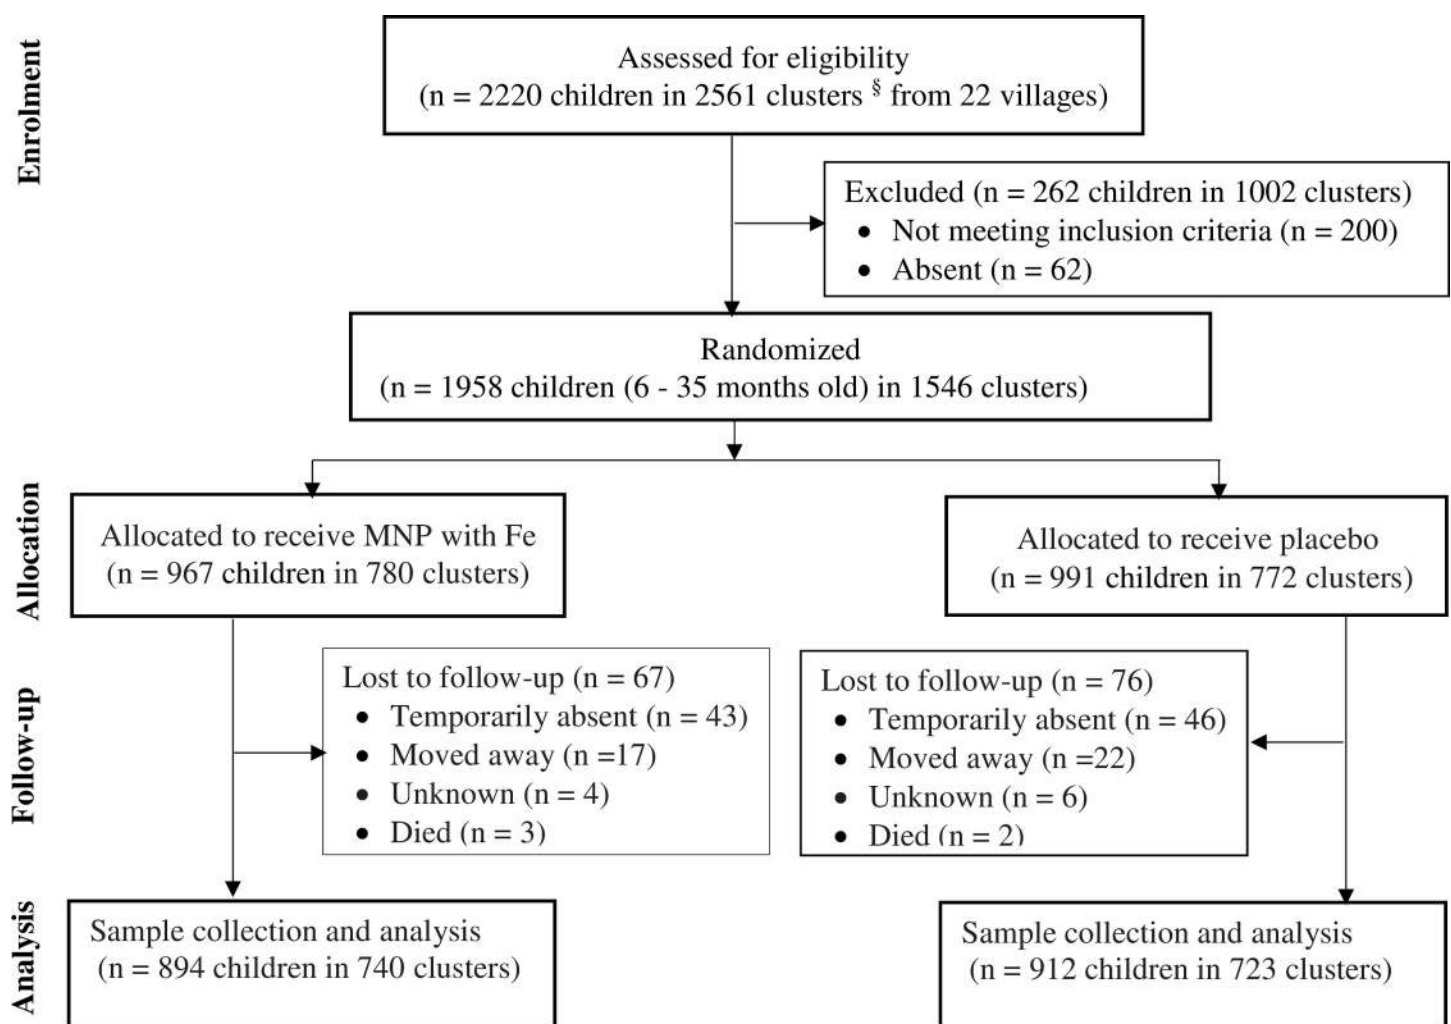 Enrolment
Assessed for eligibility
(n = 2220 children in 2561 clusters § from 22 villages)
Excluded (n = 262 children in 1002 clusters)
• Not meeting inclusion criteria (n = 200)
• Absent (n = 62)
Randomized
(n = 1958 children (6 - 35 months old) in 1546 clusters)
Allocation
Allocated to receive MNP with Fe
(n = 967 children in 780 clusters)
Allocated to receive placebo
(n = 991 children in 772 clusters)
Follow-up
Lost to follow-up (n = 67)
• Temporarily absent (n = 43)
• Moved away (n =17)
• Unknown (n = 4)
• Died (n = 3)
Lost to follow-up (n = 76)
• Temporarily absent (n = 46)
• Moved away (n =22)
• Unknown (n = 6)
• Died (n = 2)
Analysis
Sample collection and analysis
(n = 894 children in 740 clusters)
Sample collection and analysis
(n = 912 children in 723 clusters)